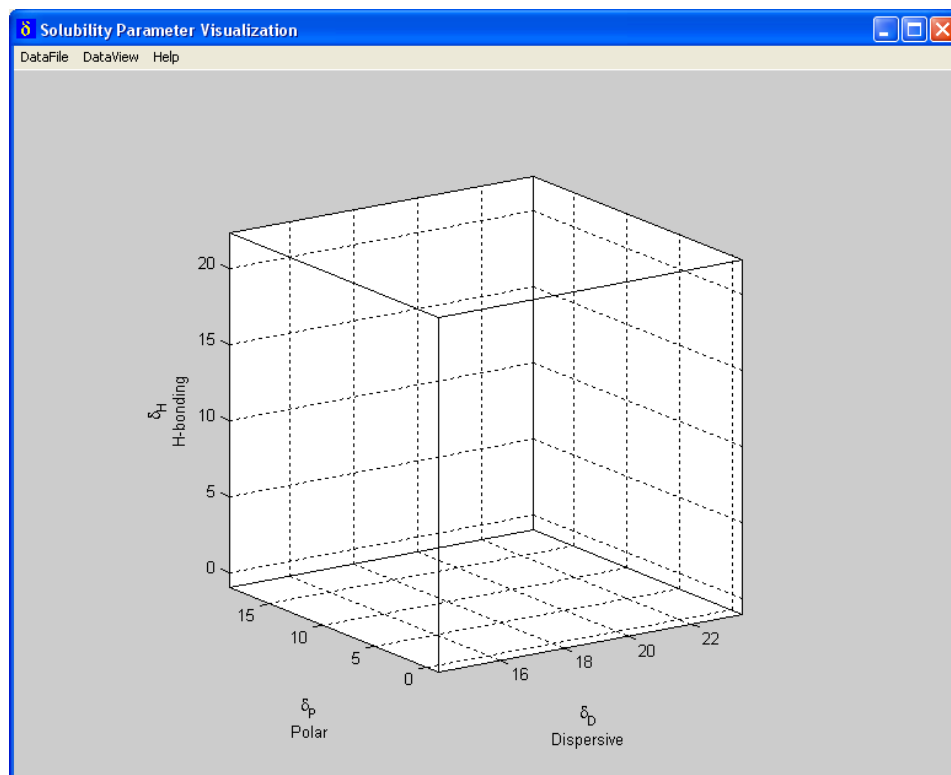 δ Solubility Parameter Visualization
DataFile DataView Help
20
15
10
5
0
δH
H-bonding
15
10
5
0
δP
Polar
16
18
20
22
δD
Dispersive